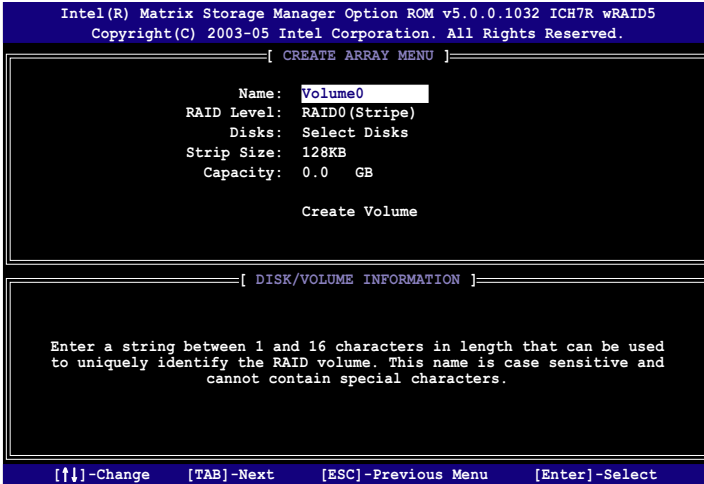 Intel(R) Matrix Storage Manager Option ROM v5.0.0.1032 ICH7R wRAID5
Copyright(C) 2003-05 Intel Corporation. All Rights Reserved.
[ CREATE ARRAY MENU ]
Name: Volume0
RAID Level: RAID0(Stripe)
Disks: Select Disks
Strip Size: 128KB
Capacity: 0.0 GB
Create Volume
[ DISK/VOLUME INFORMATION ]
Enter a string between 1 and 16 characters in length that can be used
to uniquely identify the RAID volume. This name is case sensitive and
cannot contain special characters.
[↑↓]-Change [TAB]-Next [ESC]-Previous Menu [Enter]-Select